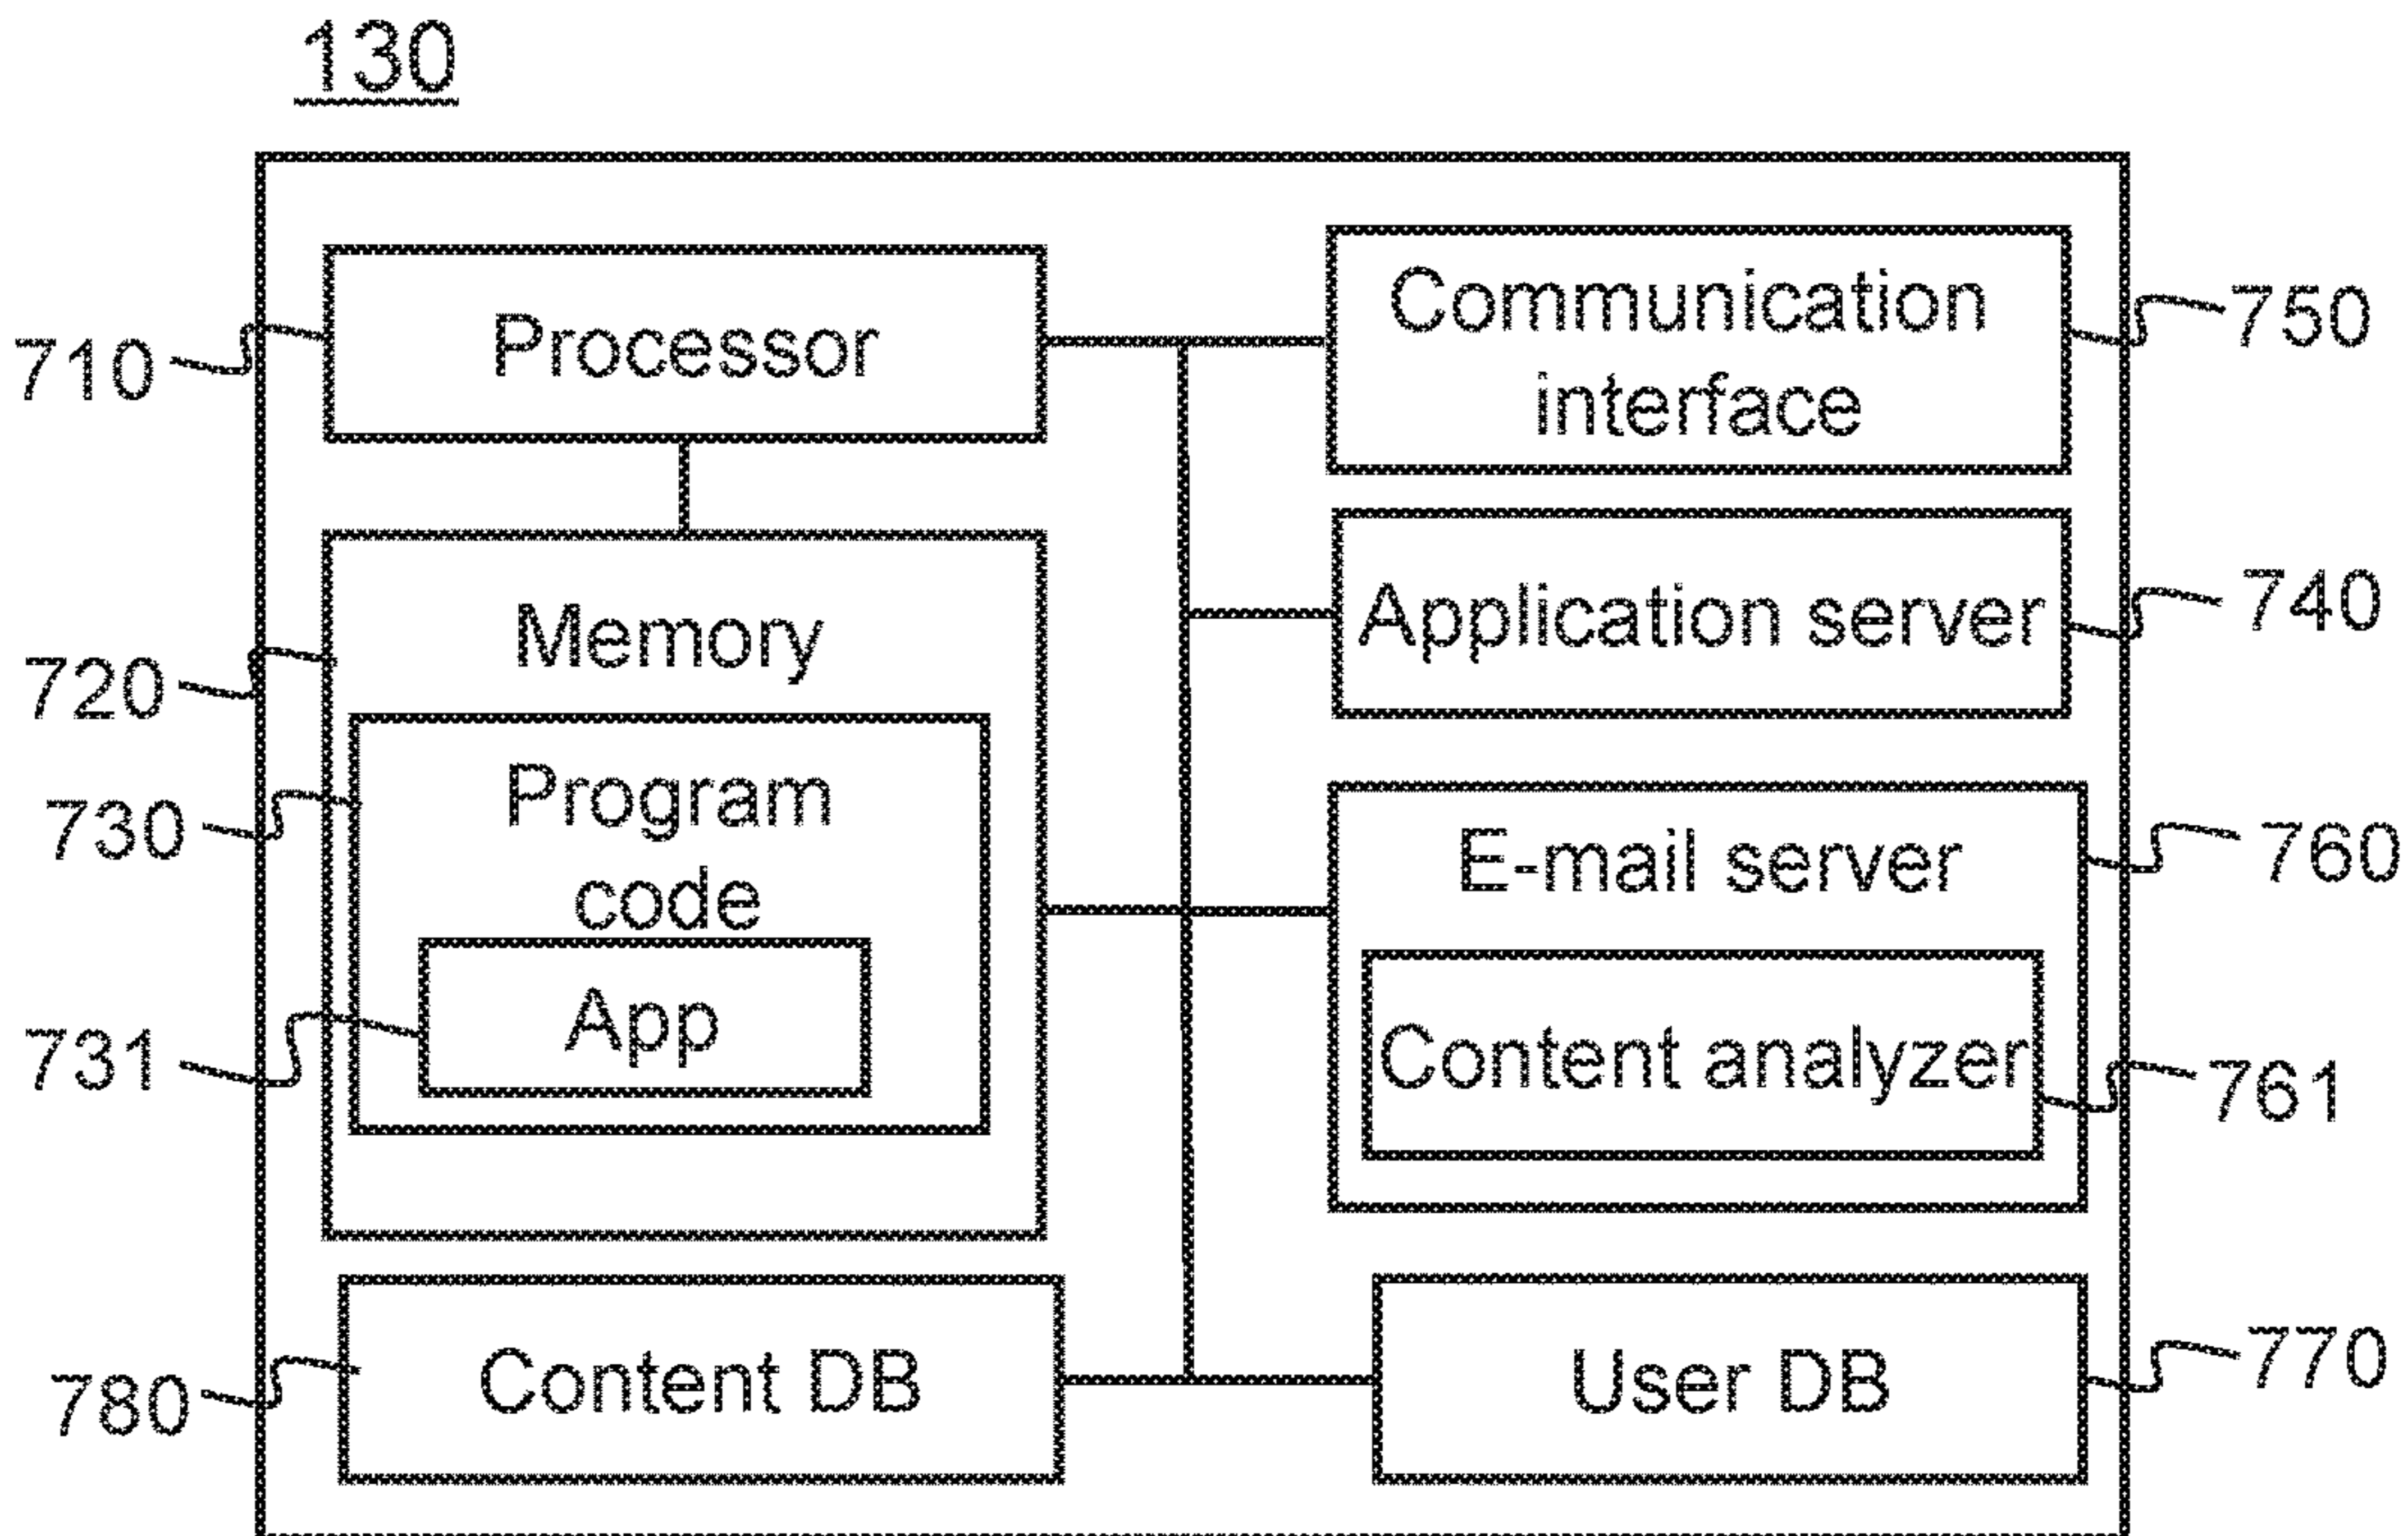 130
710
Processor
Communication
interface
750
Application server
740
720
Memory
730
Program
code
731
App
E-mail server
760
Content analyzer
761
780
Content DB
User DB
770